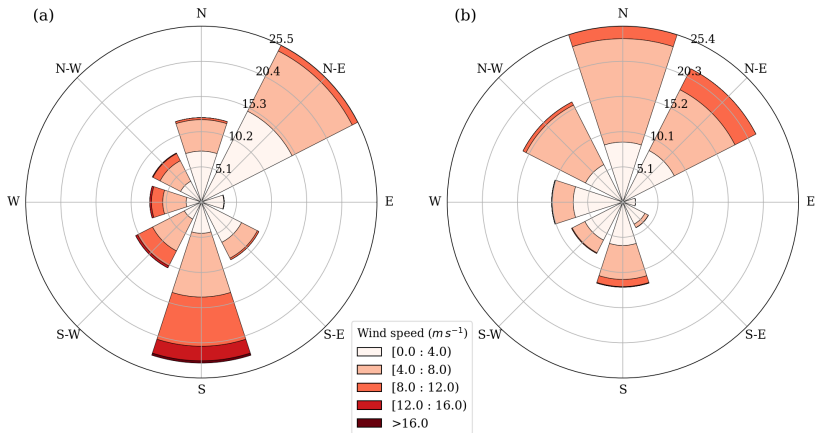 (a)
N
N-E
E
S-E
S
S-W
W
N-W
25.5
20.4
15.3
10.2
5.1
(b)
N
N-E
E
S-E
S
S-W
W
N-W
25.4
20.3
15.2
10.1
5.1
Wind speed (m s⁻¹)
[0.0 : 4.0)
[4.0 : 8.0)
[8.0 : 12.0)
[12.0 : 16.0)
>16.0